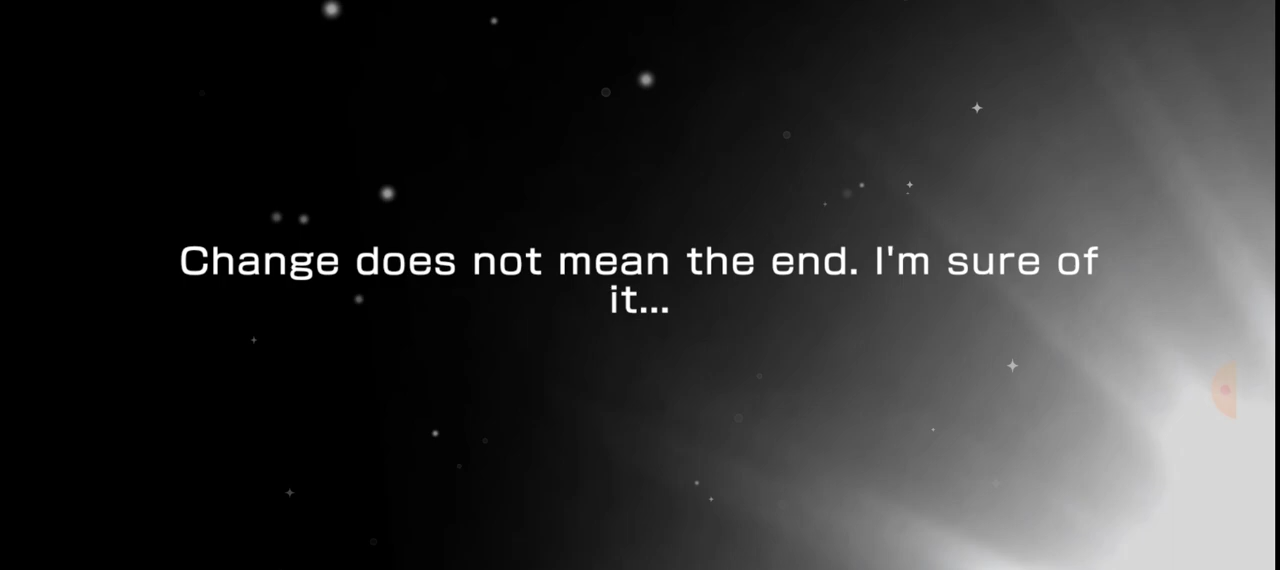 Change does not mean the end. I'm sure of
it...